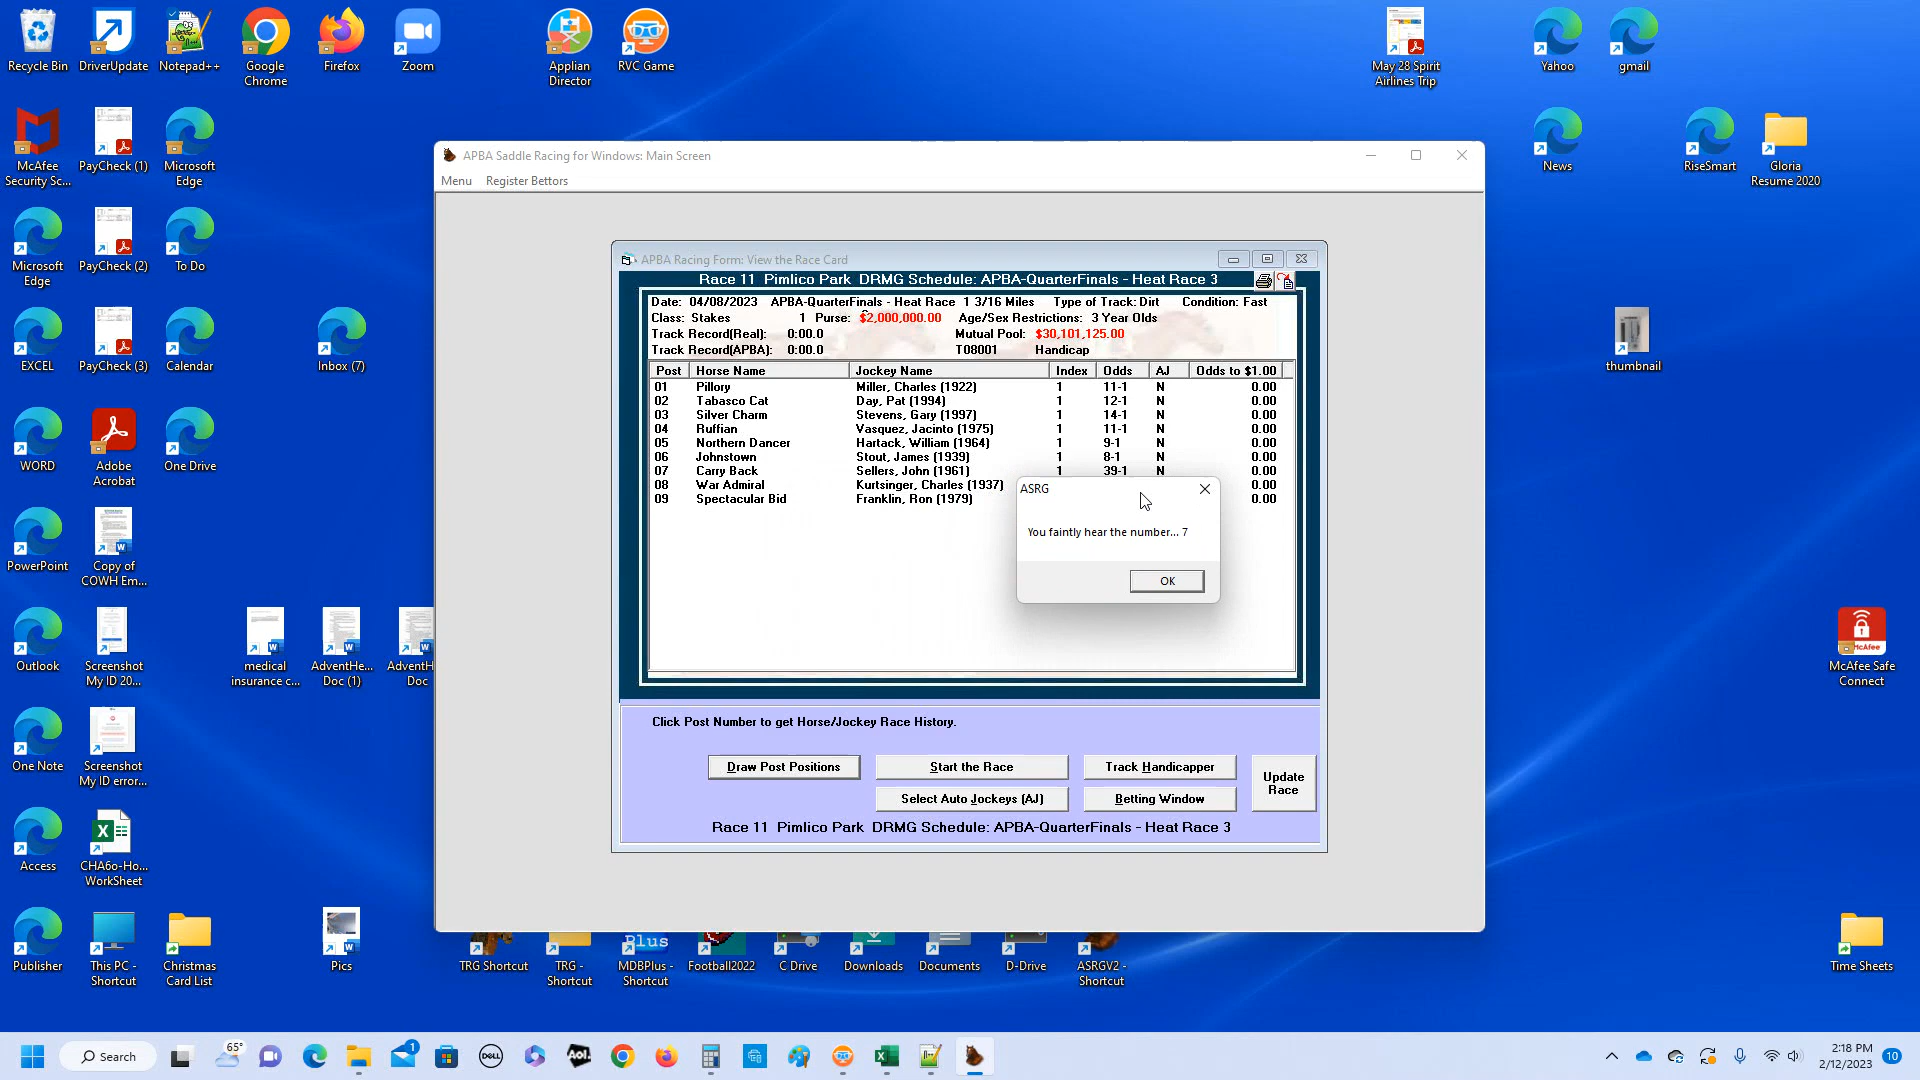 Recycle Bin
DriverUpdate
Notepad++
Google
Chrome
Firefox
Zoom
Applian
Director
RVC Game
May 28 Spirit
Airlines Trip
Yahoo
gmail
McAfee
Security Sc...
PayCheck (1)
Microsoft
Edge
News
RiseSmart
Gloria
Resume 2020
Microsoft
Edge
PayCheck (2)
To Do
EXCEL
PayCheck (3)
Calendar
Inbox (7)
thumbnail
WORD
Adobe
Acrobat
One Drive
PowerPoint
Copy of
COWH Em...
Outlook
Screenshot
My ID 20...
medical
insurance c...
AdventHe...
Doc (1)
AdventH
Doc
McAfee
McAfee Safe
Connect
One Note
Screenshot
My ID error...
Access
CHA6o-Ho...
WorkSheet
Publisher
This PC -
Shortcut
Christmas
Card List
Pics
Plus
TRG Shortcut
TRG -
Shortcut
MDBPlus -
Shortcut
Football2022
C Drive
Downloads
Documents
D-Drive
ASRGV2 -
Shortcut
Time Sheets
APBA Saddle Racing for Windows: Main Screen
Menu Register Bettors
APBA Racing Form: View the Race Card
Race 11 Pimlico Park DRMG Schedule: APBA-QuarterFinals - Heat Race 3
Date: 04/08/2023 APBA-QuarterFinals - Heat Race 1 3/16 Miles Type of Track: Dirt Condition: Fast
Class: Stakes 1 Purse: $2,000,000.00 Age/Sex Restrictions: 3 Year Olds
Track Record(Real): 0:00.0 Mutual Pool: $30,101,125.00
Track Record(APBA): 0:00.0 T08001 Handicap
Post Horse Name Jockey Name Index Odds AJ Odds to $1.00
01 Pillory Miller, Charles (1922) 1 11-1 N 0.00
02 Tabasco Cat Day, Pat (1994) 1 12-1 N 0.00
03 Silver Charm Stevens, Gary (1997) 1 14-1 N 0.00
04 Ruffian Vasquez, Jacinto (1975) 1 11-1 N 0.00
05 Northern Dancer Hartack, William (1964) 1 9-1 N 0.00
06 Johnstown Stout, James (1939) 1 8-1 N 0.00
07 Carry Back Sellers, John (1961) 1 39-1 N 0.00
08 War Admiral Kurtsinger, Charles (1937) 0.00
09 Spectacular Bid Franklin, Ron (1979) 0.00
ASRG
You faintly hear the number... 7
OK
Click Post Number to get Horse/Jockey Race History.
Draw Post Positions
Start the Race
Track Handicapper
Update
Race
Select Auto Jockeys (AJ)
Betting Window
Race 11 Pimlico Park DRMG Schedule: APBA-QuarterFinals - Heat Race 3
Search
65°
1
DELL
Aol.
2:18 PM
2/12/2023
10